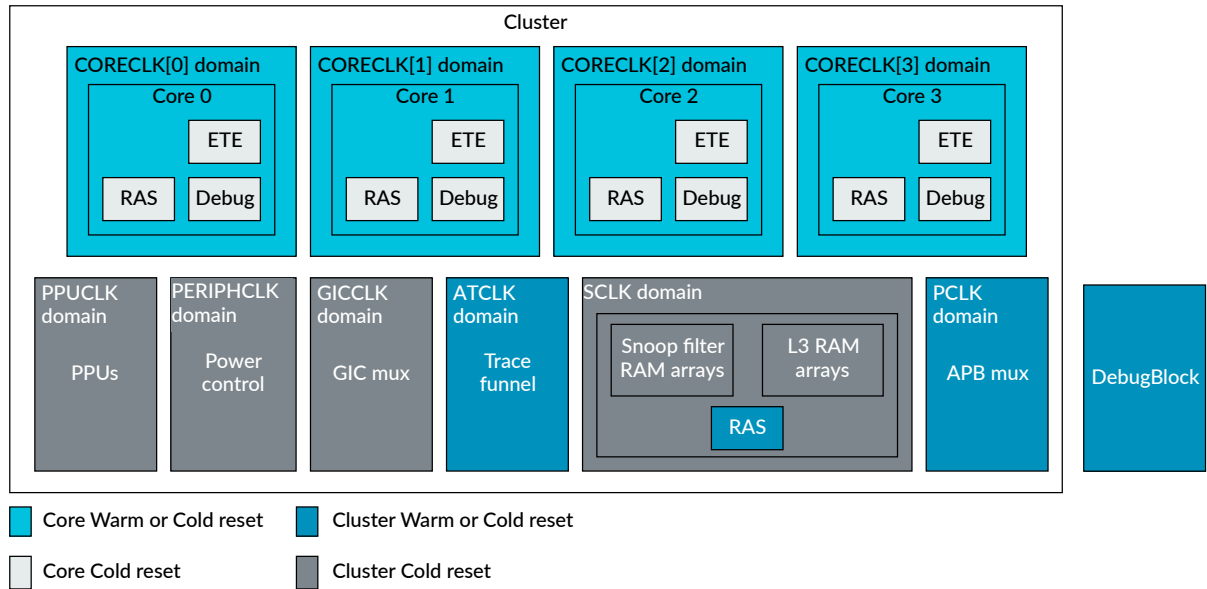 Cluster
CORECLK[0] domain
Core 0
ETE
RAS
Debug
CORECLK[1] domain
Core 1
ETE
RAS
Debug
CORECLK[2] domain
Core 2
ETE
RAS
Debug
CORECLK[3] domain
Core 3
ETE
RAS
Debug
PPUCLK
domain
PPUs
PERIPHCLK
domain
Power
control
GICCLK
domain
GIC mux
ATCLK
domain
Trace
funnel
SCLK domain
Snoop filter
RAM arrays
L3 RAM
arrays
RAS
PCLK
domain
APB mux
DebugBlock
Core Warm or Cold reset
Cluster Warm or Cold reset
Core Cold reset
Cluster Cold reset